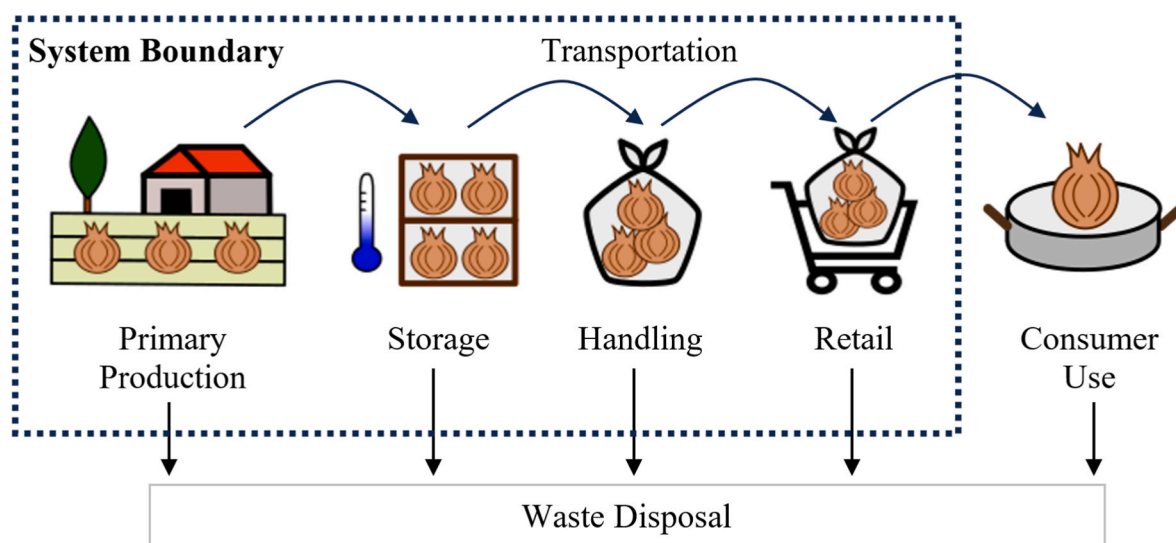 System Boundary
Transportation
Primary
Production
Storage
Handling
Retail
Consumer
Use
Waste Disposal